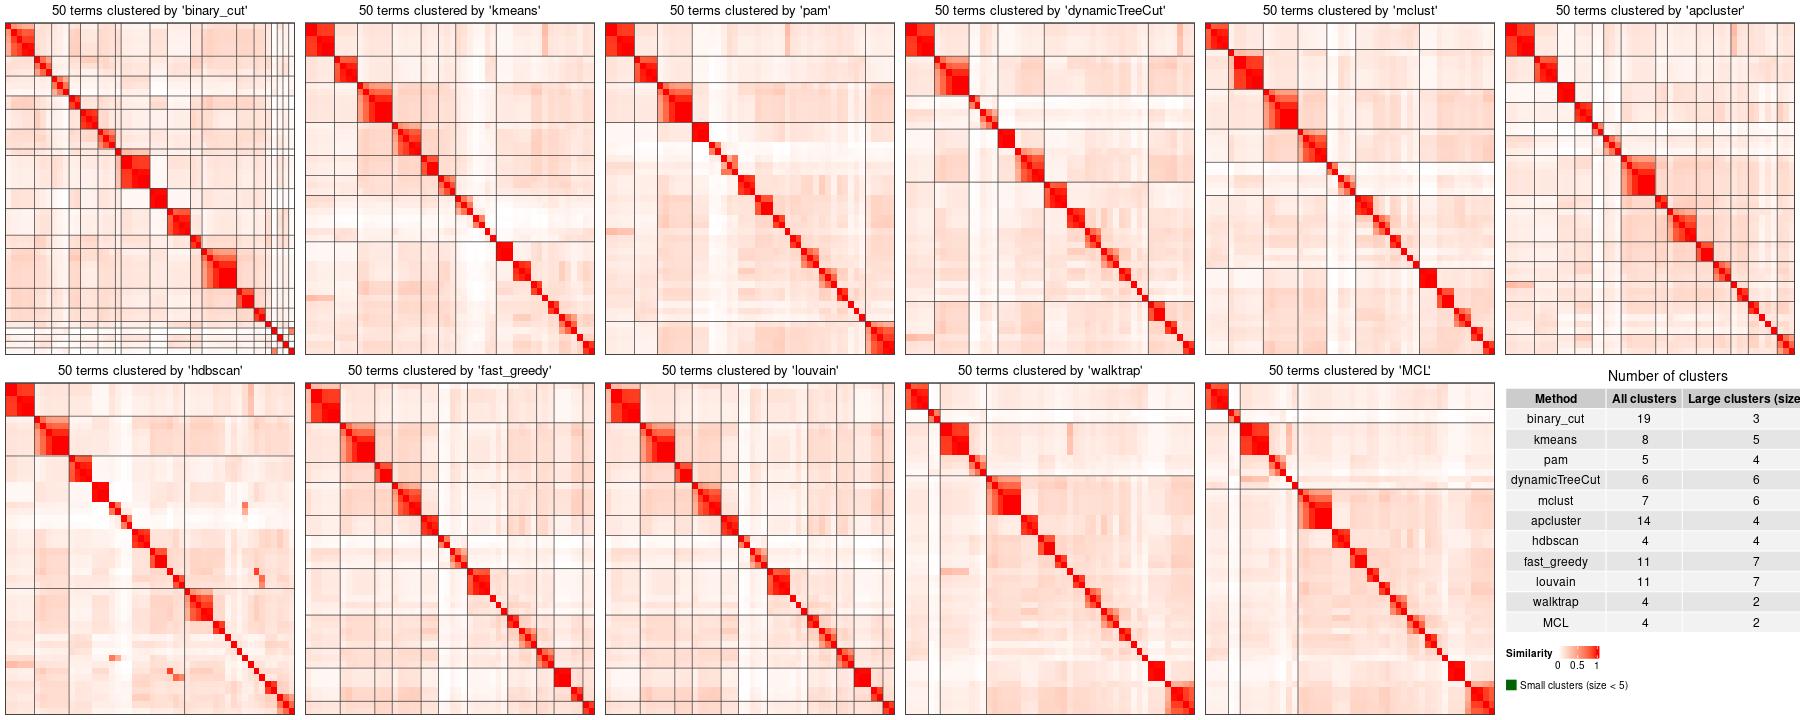 50 terms clustered by 'binary_cut'
50 terms clustered by 'kmeans'
50 terms clustered by 'pam'
50 terms clustered by 'dynamicTreeCut'
50 terms clustered by 'mclust'
50 terms clustered by 'apcluster'
50 terms clustered by 'hdbscan'
50 terms clustered by 'fast_greedy'
50 terms clustered by 'louvain'
50 terms clustered by 'walktrap'
50 terms clustered by 'MCL'
Number of clusters
Method All clusters Large clusters (size
binary_cut 19 3
kmeans 8 5
pam 5 4
dynamicTreeCut 6 6
mclust 7 6
apcluster 14 4
hdbscan 4 4
fast_greedy 11 7
louvain 11 7
walktrap 4 2
MCL 4 2
Similarity
0 0.5 1
Small clusters (size < 5)